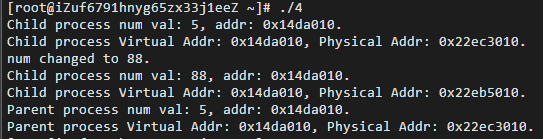 [root@iZuf6791hnyg65zx33j1eeZ ~]# ./4
Child process num val: 5, addr: 0x14da010.
Child process Virtual Addr: 0x14da010, Physical Addr: 0x22ec3010.
num changed to 88.
Child process num val: 88, addr: 0x14da010.
Child process Virtual Addr: 0x14da010, Physical Addr: 0x22eb5010.
Parent process num val: 5, addr: 0x14da010.
Parent process Virtual Addr: 0x14da010, Physical Addr: 0x22ec3010.